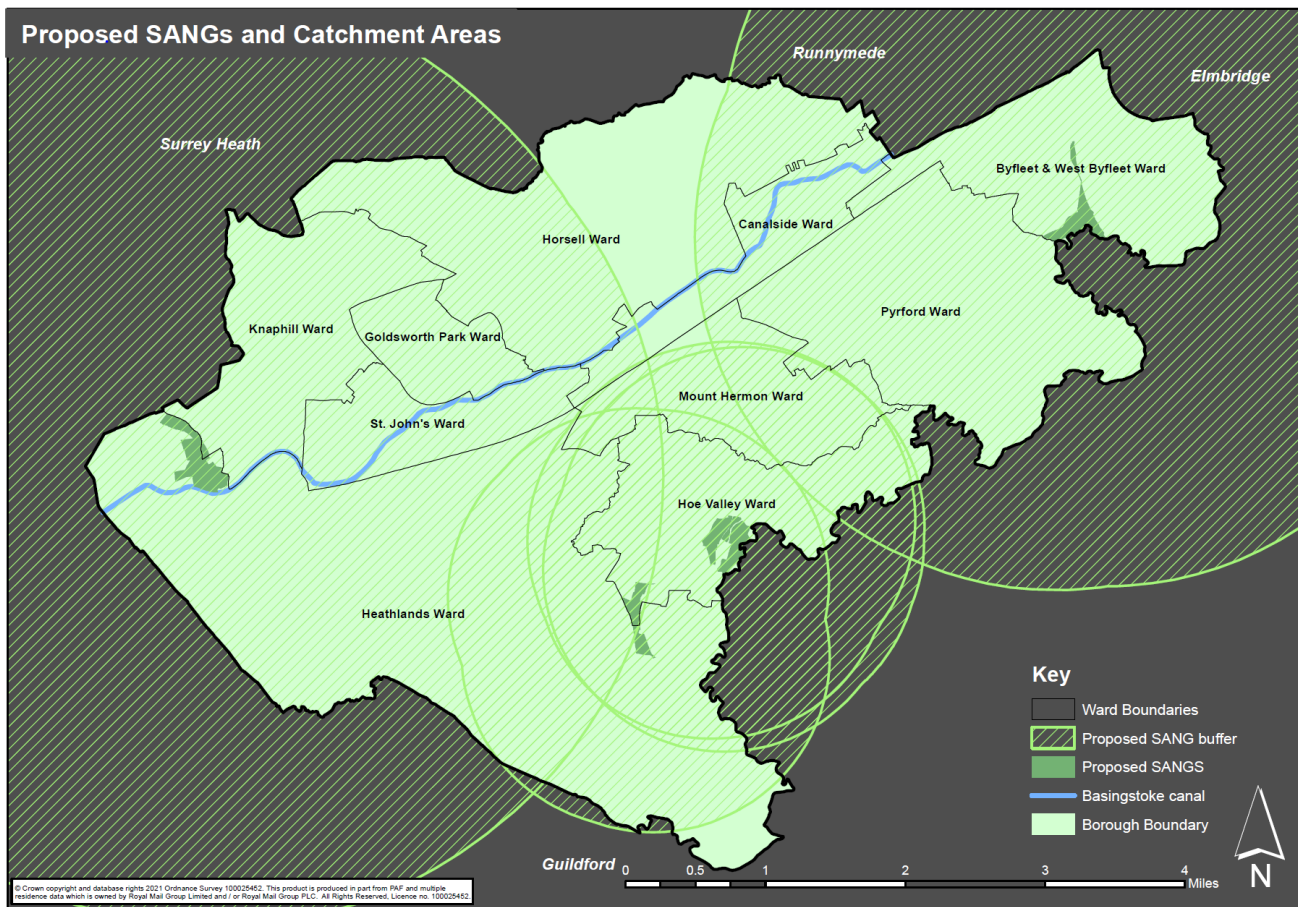 Proposed SANGs and Catchment Areas
Runnymede
Elmbridge
Surrey Heath
Byfleet & West Byfleet Ward
Canalside Ward
Horsell Ward
Pyrford Ward
Knaphill Ward
Goldsworth Park Ward
Mount Hermon Ward
St. John's Ward
Hoe Valley Ward
Heathlands Ward
Key
Ward Boundaries
Proposed SANG buffer
Proposed SANGS
Basingstoke canal
Borough Boundary
Guildford
0 0.5 1 2 3 4
Miles
N
© Crown copyright and database rights 2021 Ordnance Survey 100025452. This product is produced in part from PAF and multiple
residence data which is owned by Royal Mail Group Limited and / or Royal Mail Group PLC. All Rights Reserved, Licence no. 100025452.